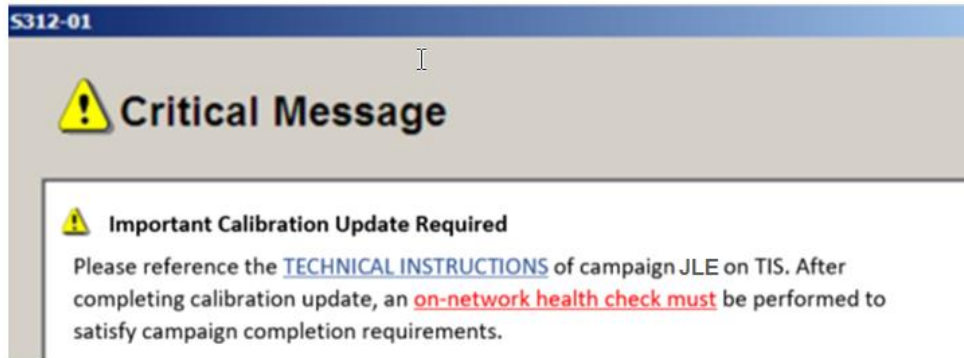 S312-01
Critical Message
Important Calibration Update Required
Please reference the TECHNICAL INSTRUCTIONS of campaign JLE on TIS. After
completing calibration update, an on-network health check must be performed to
satisfy campaign completion requirements.